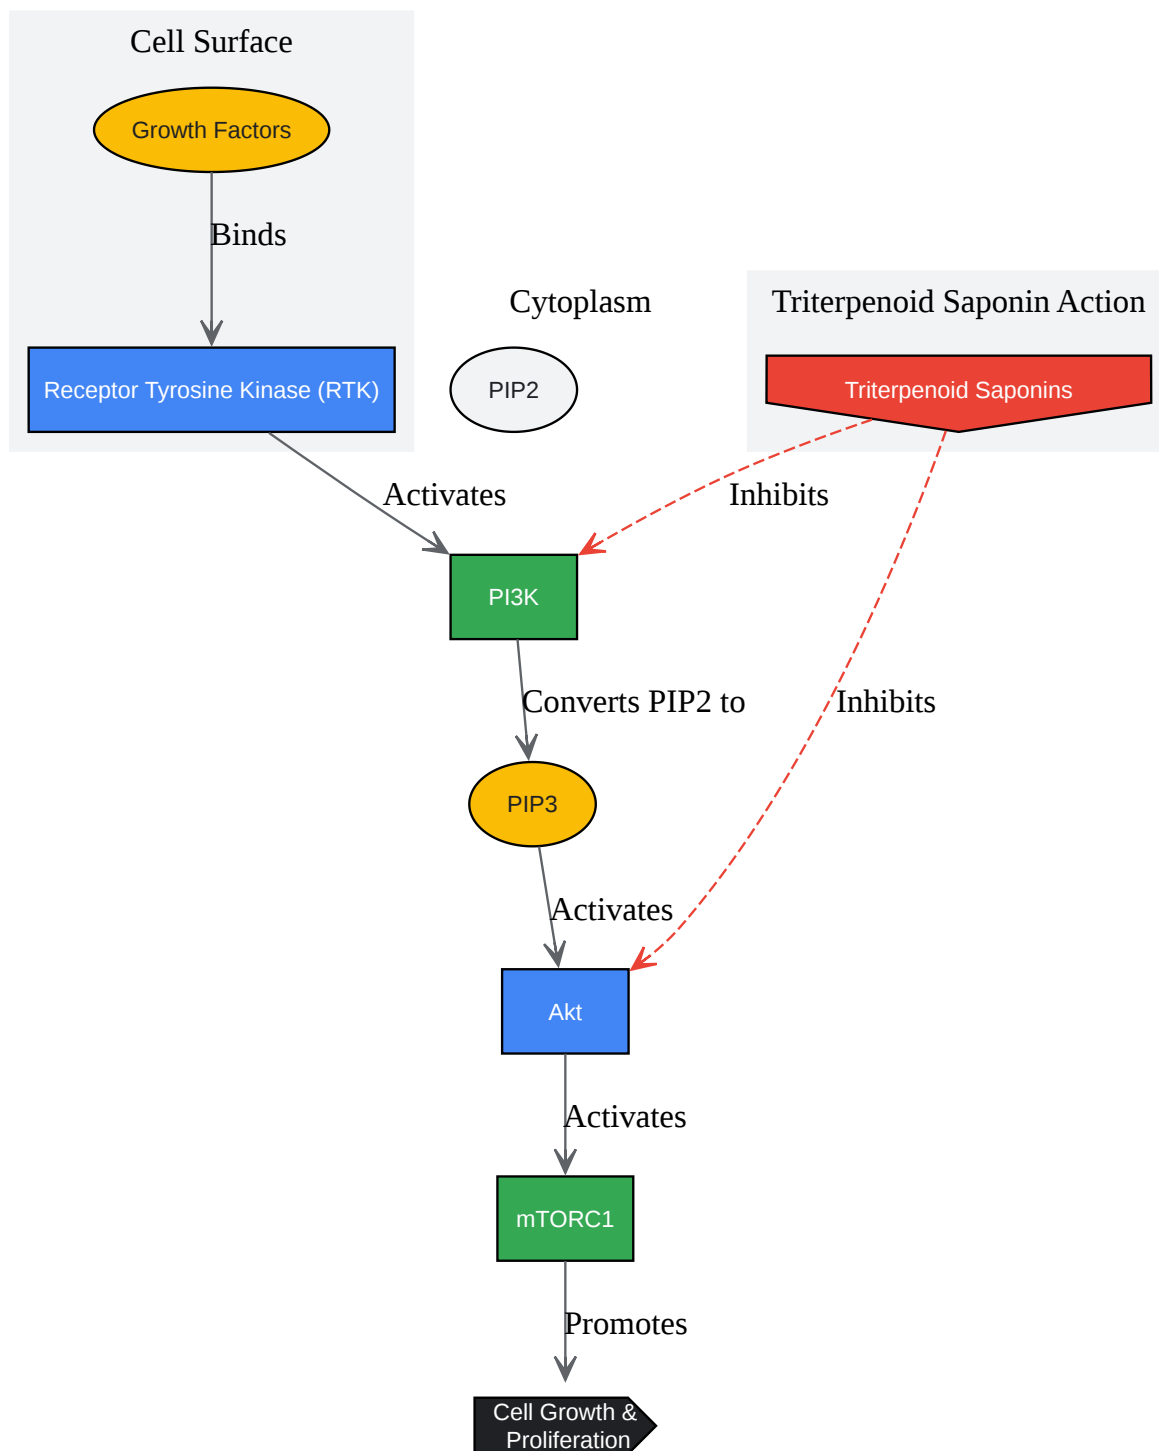 Cell Surface
Growth Factors
Binds
Cytoplasm
Triterpenoid Saponin Action
Receptor Tyrosine Kinase (RTK)
PIP2
Triterpenoid Saponins
Activates
Inhibits
PI3K
Converts PIP2 to
Inhibits
PIP3
Activates
Akt
Activates
mTORC1
Promotes
Cell Growth &
Proliferation